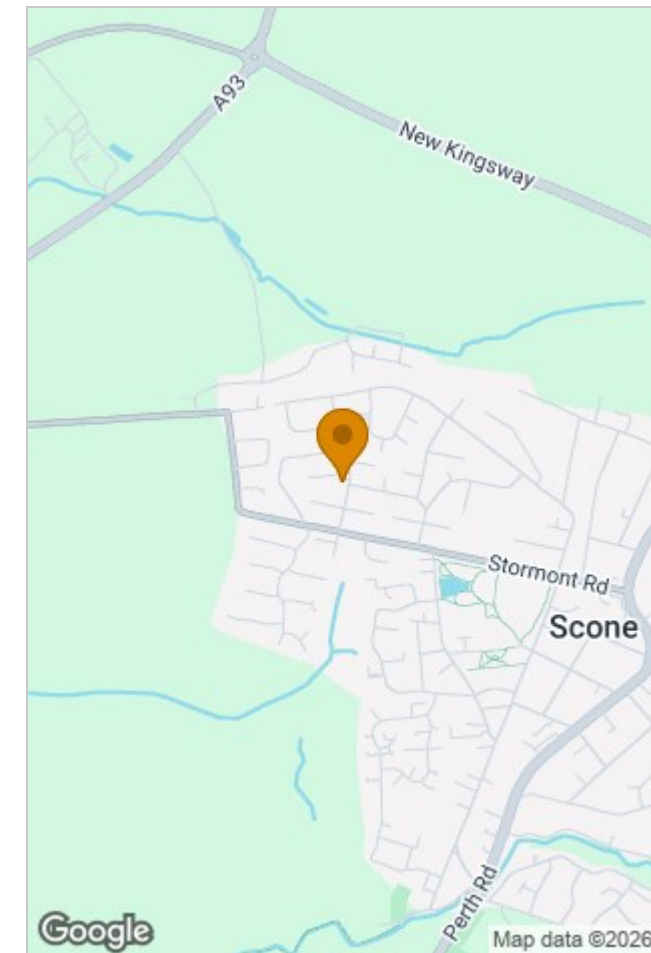 A93
New Kingsway
Stormont Rd
Scone
Perth Rd
Google
Map data ©2026